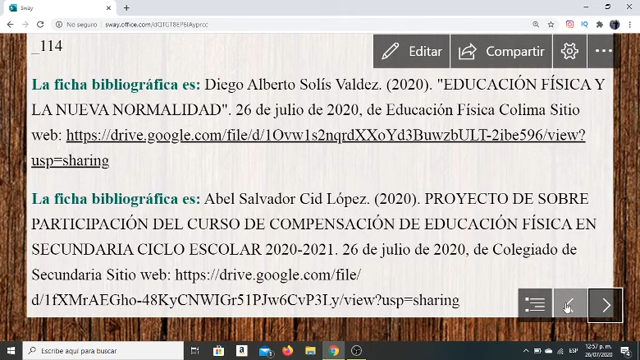 Sway
No seguro
_114
Editar
Compartir
La ficha bibliográfica es: Diego Alberto Solís Valdez. (2020). "EDUCACIÓN FÍSICA Y
LA NUEVA NORMALIDAD". 26 de julio de 2020, de Educación Física Colima Sitio
web: https://drive.google.com/file/d/1Ovw1s2nqrdXXoYd3BuwzbULT-2ibe596/view?
usp=sharing
La ficha bibliográfica es: Abel Salvador Cid López. (2020). PROYECTO DE SOBRE
PARTICIPACIÓN DEL CURSO DE COMPENSACIÓN DE EDUCACIÓN FÍSICA EN
SECUNDARIA CICLO ESCOLAR 2020-2021. 26 de julio de 2020, de Colegiado de
Secundaria Sitio web: https://drive.google.com/file/
d/1fXMrAEGho-48KyCNWIGr51PJw6CvP3Ly/view?usp=sharing
Escribe aquí para buscar
ESP
12:57 p. m.
26/07/2020